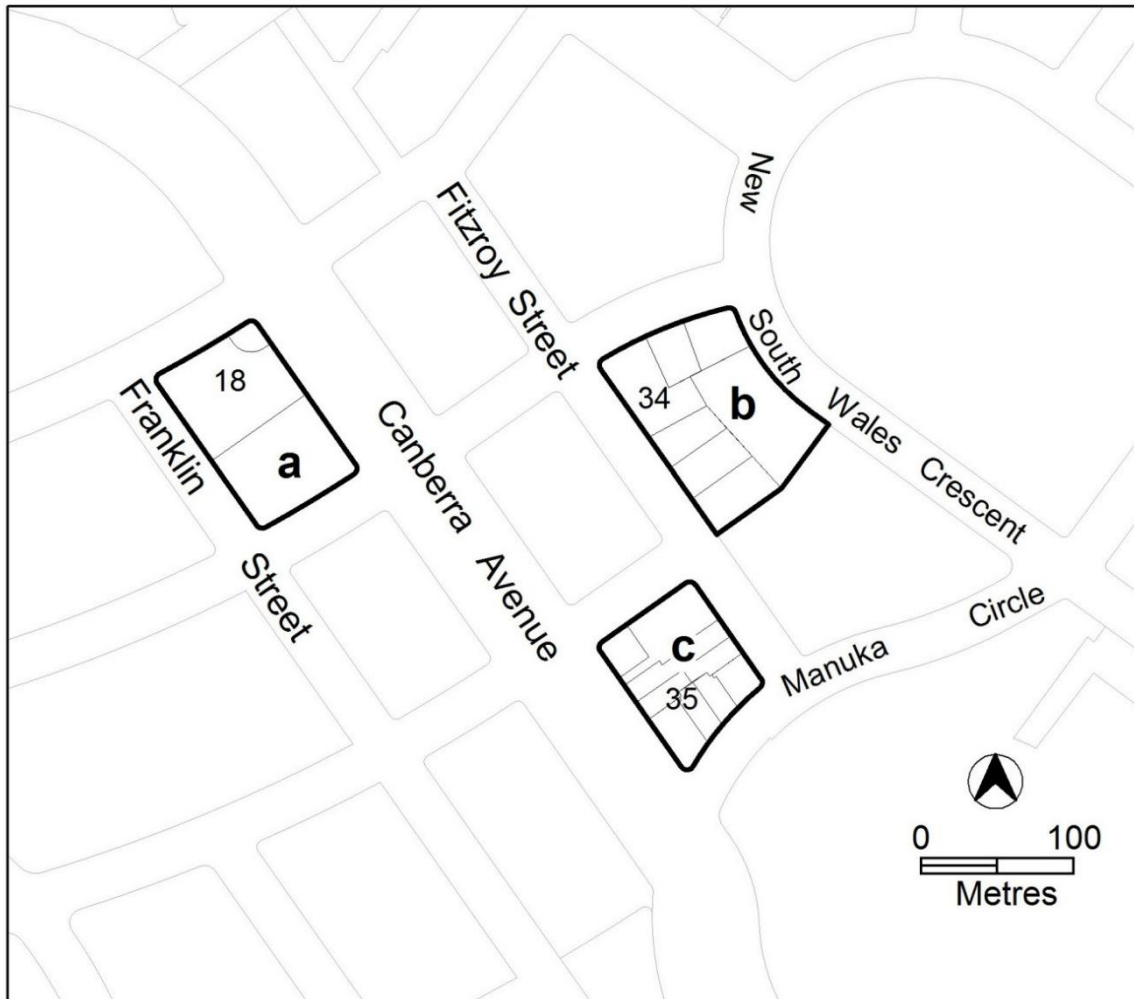 New
South
Wales
Crescent
Fitzroy Street
Franklin
Street
Canberra Avenue
18
a
34
b
c
35
Manuka Circle
0 100
Metres